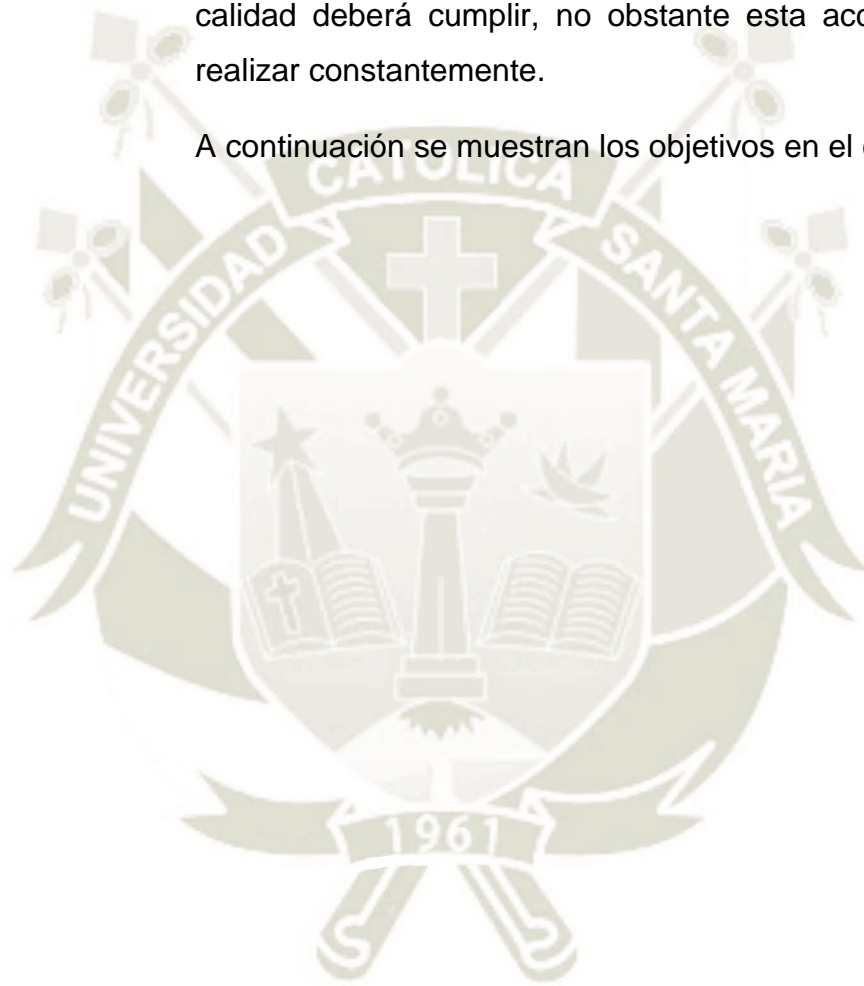 calidad deberá cumplir, no obstante esta
realizar constantemente.
A continuación se muestran los objetivos en el
CATOLICA
UNIVERSIDAD
SANTA MARIA
1961